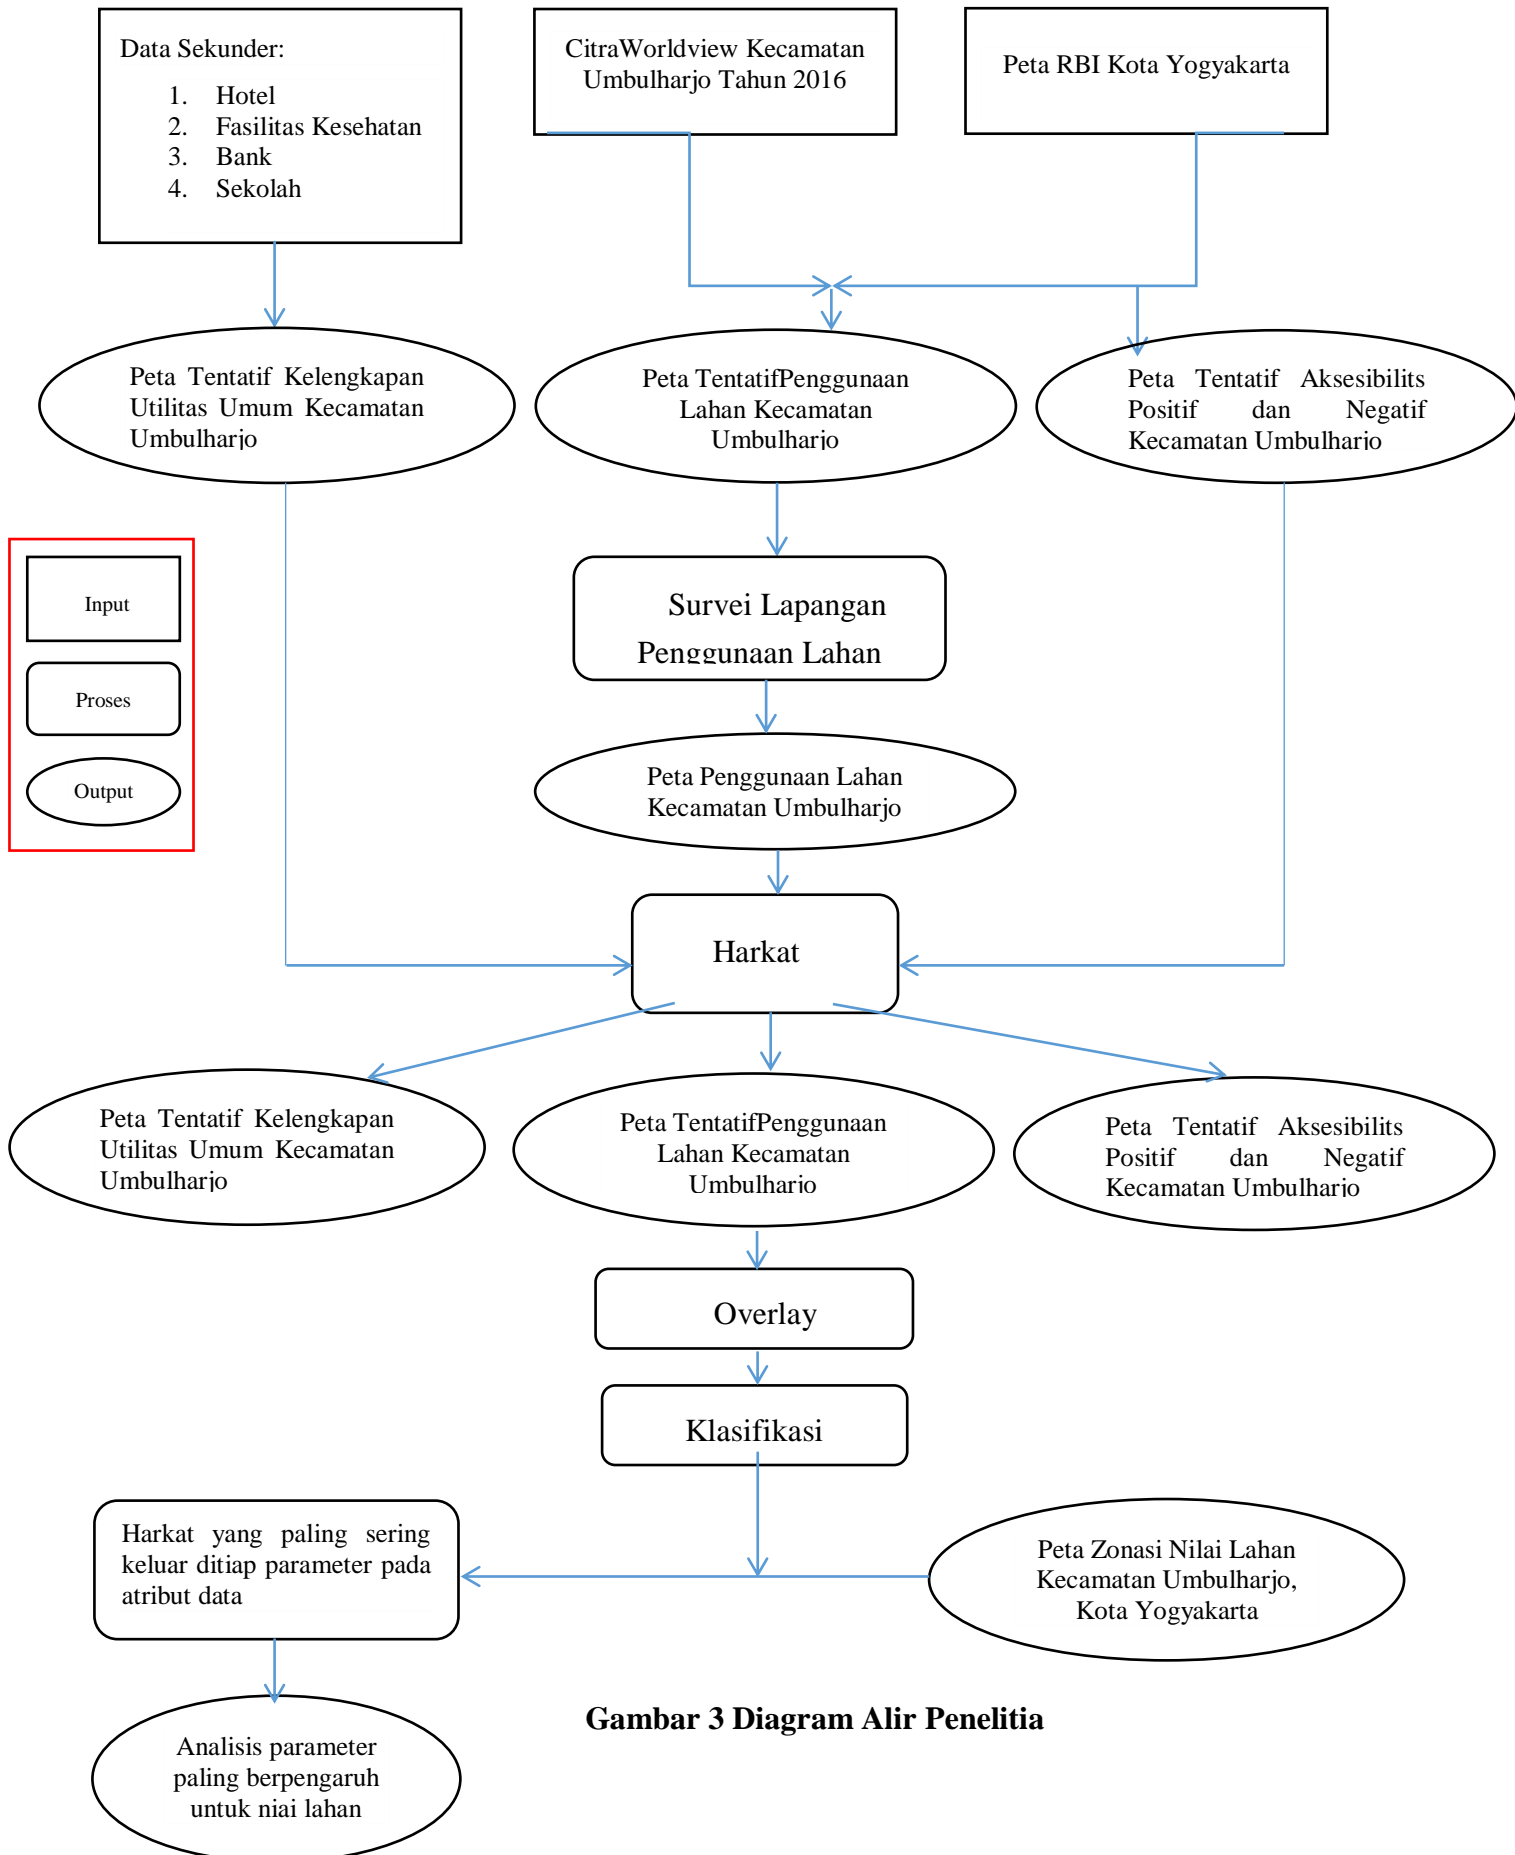 Data Sekunder:
1. Hotel
2. Fasilitas Kesehatan
3. Bank
4. Sekolah
CitraWorldview Kecamatan
Umbulharjo Tahun 2016
Peta RBI Kota Yogyakarta
Peta Tentatif Kelengkapan
Utilitas Umum Kecamatan
Umbulharjo
Peta TentatifPenggunaan
Lahan Kecamatan
Umbulharjo
Peta Tentatif Aksesibilits
Positif dan Negatif
Kecamatan Umbulharjo
Input
Proses
Output
Survei Lapangan
Penggunaan Lahan
Peta Penggunaan Lahan
Kecamatan Umbulharjo
Harkat
Peta Tentatif Kelengkapan
Utilitas Umum Kecamatan
Umbulharjo
Peta TentatifPenggunaan
Lahan Kecamatan
Umbulharjo
Peta Tentatif Aksesibilits
Positif dan Negatif
Kecamatan Umbulharjo
Overlay
Klasifikasi
Harkat yang paling sering
keluar ditiap parameter pada
atribut data
Peta Zonasi Nilai Lahan
Kecamatan Umbulharjo,
Kota Yogyakarta
Gambar 3 Diagram Alir Penelitia
Analisis parameter
paling berpengaruh
untuk niai lahan